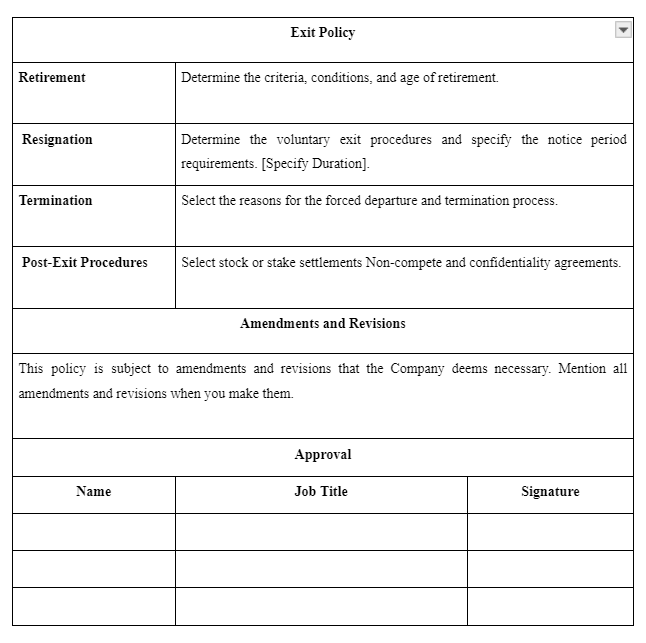 Exit Policy
Retirement
Determine the criteria, conditions, and age of retirement.
Resignation
Determine the voluntary exit procedures and specify the notice period
requirements. [Specify Duration].
Termination
Select the reasons for the forced departure and termination process.
Post-Exit Procedures
Select stock or stake settlements Non-compete and confidentiality agreements.
Amendments and Revisions
This policy is subject to amendments and revisions that the Company deems necessary. Mention all
amendments and revisions when you make them.
Approval
Name
Job Title
Signature